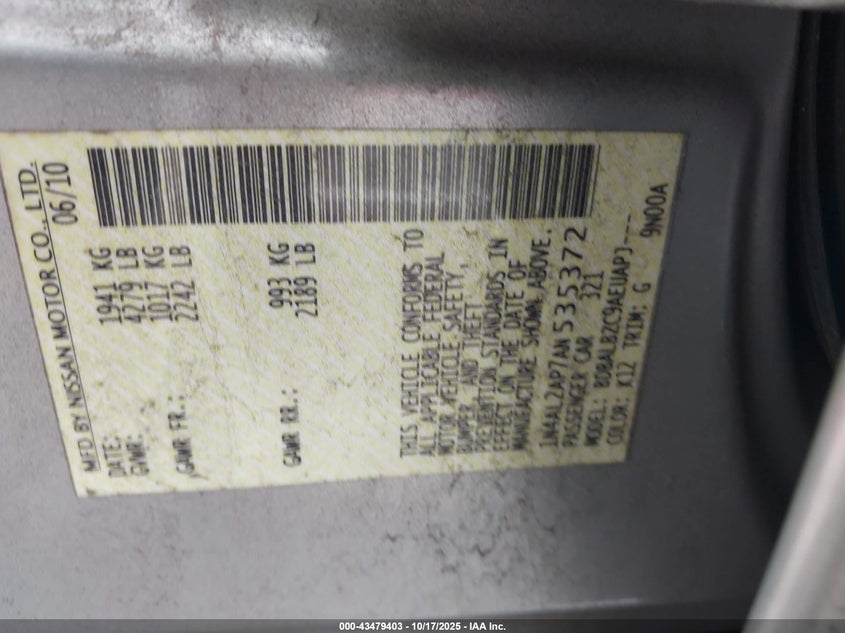 MFD BY NISSAN MOTOR CO., LTD.
DATE: 06/10
GVWR: 1941 KG
4279 LB
GAWR FR.: 1017 KG
2242 LB
GAWR RR.: 993 KG
2189 LB
THIS VEHICLE CONFORMS TO
ALL APPLICABLE FEDERAL
MOTOR VEHICLE SAFETY,
BUMPER, AND THEFT
PREVENTION STANDARDS IN
EFFECT ON THE DATE OF
MANUFACTURE SHOWN ABOVE.
1N4AL2AP7AN535372
PASSENGER CAR 321
MODEL: BDBALBZC9AEUAPJ---
COLOR: K12 TRIM: G 9N00A
000-43479403 - 10/17/2025 - IAA Inc.